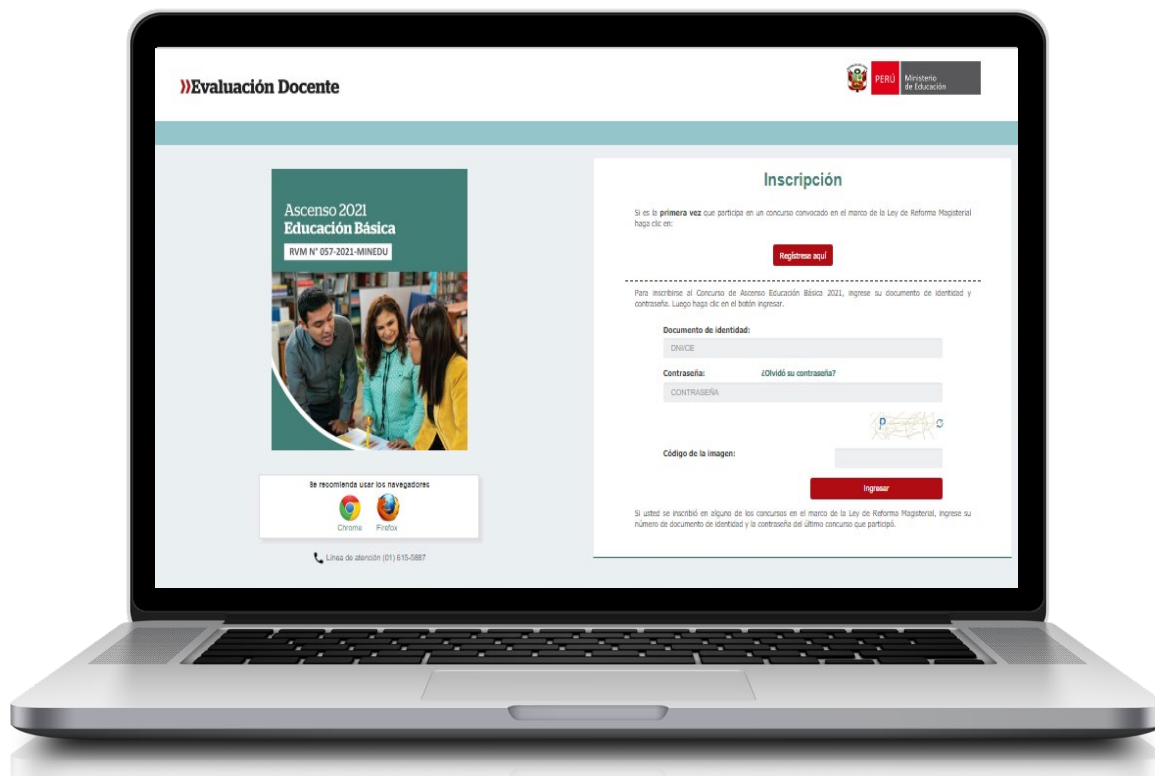 »Evaluación Docente
PERÚ
Ministerio
de Educación
Ascenso 2021
Educación Básica
RVM N° 057-2021-MINEDU
Se recomienda usar los navegadores
Chrome
Firefox
Línea de atención (01) 615-5887
Inscripción
Si es la primera vez que participa en un concurso convocado en el marco de la Ley de Reforma Magisterial
haga clic en:
Regístrese aquí
Para inscribirse al Concurso de Ascenso Educación Básica 2021, ingrese su documento de identidad y
contraseña. Luego haga clic en el botón ingresar.
Documento de identidad:
DNI/CE
Contraseña: ¿Olvidó su contraseña?
CONTRASEÑA
P
Código de la imagen:
Ingresar
Si usted se inscribió en alguno de los concursos en el marco de la Ley de Reforma Magisterial, ingrese su
número de documento de identidad y la contraseña del último concurso que participó.